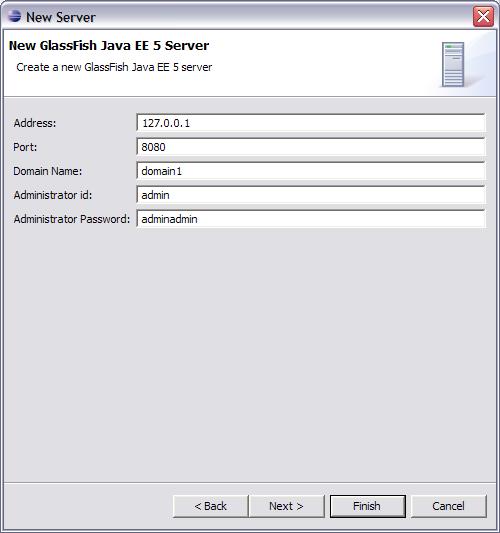 New Server
New GlassFish Java EE 5 Server
Create a new GlassFish Java EE 5 server
Address: 127.0.0.1
Port: 8080
Domain Name: domain1
Administrator id: admin
Administrator Password: adminadmin
< Back Next > Finish Cancel